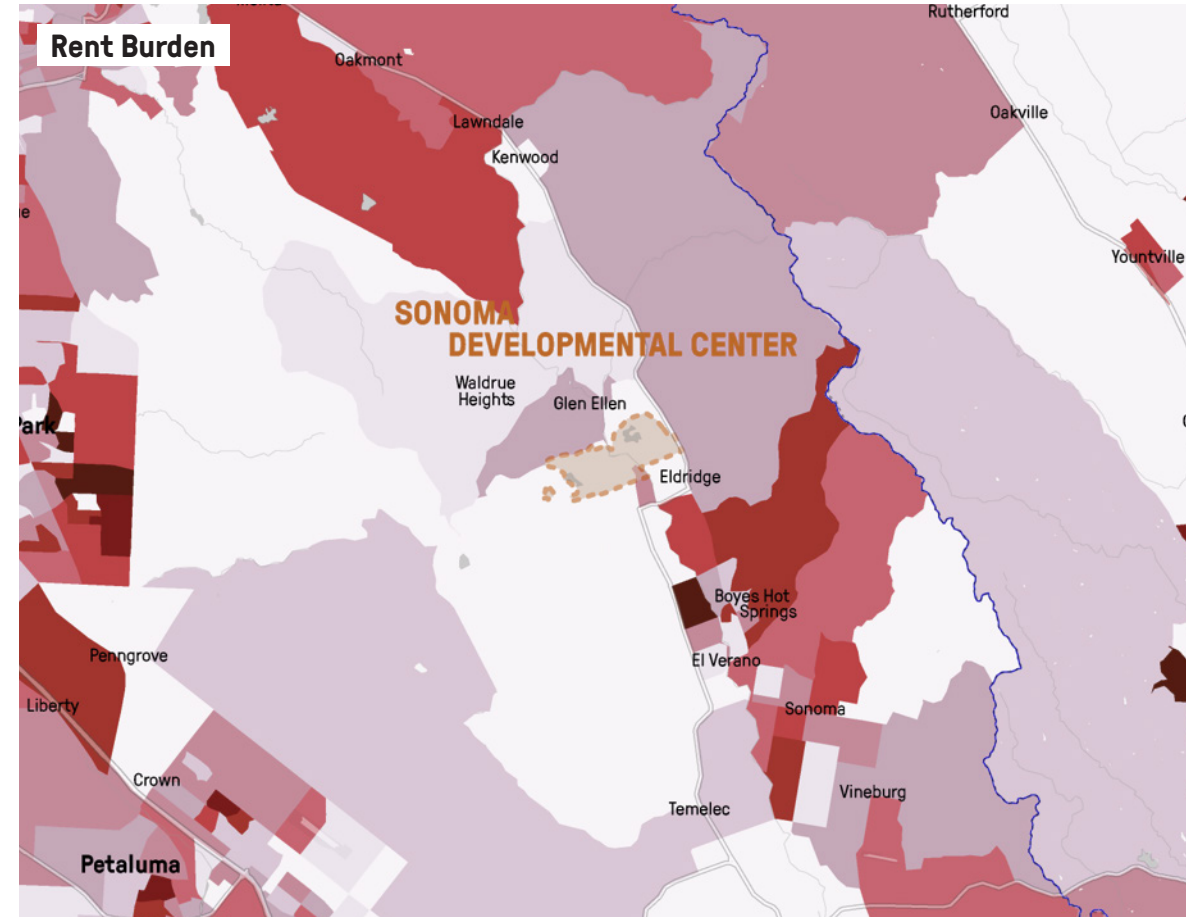 Rent Burden
Rutherford
Oakmont
Oakville
Lawndale
Kenwood
Yountville
SONOMA
DEVELOPMENTAL CENTER
Waldrue
Heights
Glen Ellen
Park
Eldridge
Boyes Hot
Springs
Penngrove
El Verano
Liberty
Sonoma
Crown
Vineburg
Temelec
Petaluma